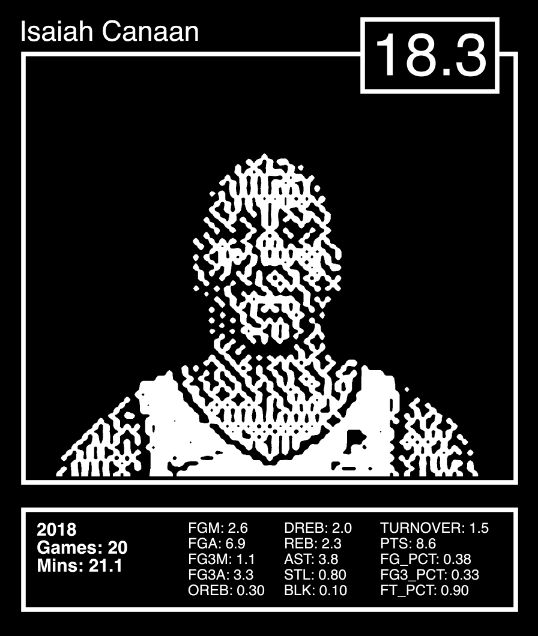 Isaiah Canaan
18.3
2018
Games: 20
Mins: 21.1
FGM: 2.6
FGA: 6.9
FG3M: 1.1
FG3A: 3.3
OREB: 0.30
DREB: 2.0
REB: 2.3
AST: 3.8
STL: 0.80
BLK: 0.10
TURNOVER: 1.5
PTS: 8.6
FG_PCT: 0.38
FG3_PCT: 0.33
FT_PCT: 0.90